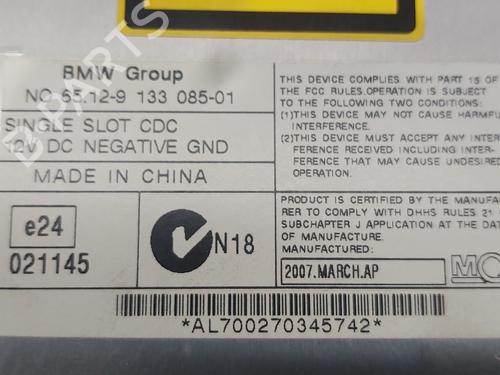 BMW Group
NO 65.12-9 133 085-01
SINGLE SLOT CDC
12V DC NEGATIVE GND
MADE IN CHINA
e24
021145
N18
THIS DEVICE COMPLIES WITH PART 15 OF
THE FCC RULES.OPERATION IS SUBJECT
TO THE FOLLOWING TWO CONDITIONS:
(1)THIS DEVICE MAY NOT CAUSE HARMFUL
INTERFERENCE.
(2)THIS DEVICE MUST ACCEPT ANY INTER-
FERENCE RECEIVED INCLUDING INTER-
FERENCE THAT MAY CAUSE UNDESIRED
OPERATION.
PRODUCT IS CERTIFIED BY THE MANUFAC
RER TO COMPLY WITH DHHS RULES 21
SUBCHAPTER J APPLICATION AT THE DAT
OF MANUFACTURE.
MANUFACTURED:
2007.MARCH.AP
*AL700270345742*